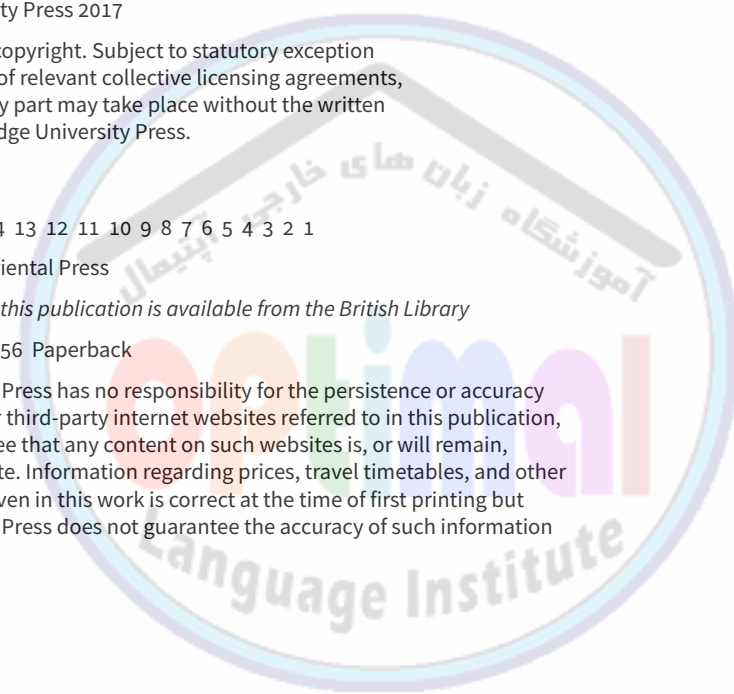 ty Press 2017
copyright. Subject to statutory exception
of relevant collective licensing agreements,
y part may take place without the written
dge University Press.
آموزشگاه زبان های خارجی آپتیمال
4 13 12 11 10 9 8 7 6 5 4 3 2 1
iental Press
this publication is available from the British Library
56 Paperback
optimal
Press has no responsibility for the persistence or accuracy
r third-party internet websites referred to in this publication,
ee that any content on such websites is, or will remain,
te. Information regarding prices, travel timetables, and other
ven in this work is correct at the time of first printing but
Press does not guarantee the accuracy of such information
Language Institute